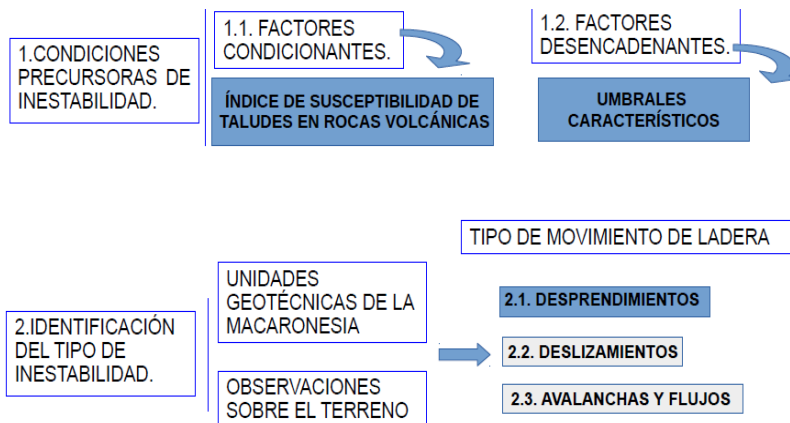 1.CONDICIONES
PRECURSORAS DE
INESTABILIDAD.
1.1. FACTORES
CONDICIONANTES.
ÍNDICE DE SUSCEPTIBILIDAD DE
TALUDES EN ROCAS VOLCÁNICAS
1.2. FACTORES
DESENCADENANTES.
UMBRALES
CARACTERÍSTICOS
2.IDENTIFICACIÓN
DEL TIPO DE
INESTABILIDAD.
UNIDADES
GEOTÉCNICAS DE LA
MACARONESIA
OBSERVACIONES
SOBRE EL TERRENO
TIPO DE MOVIMIENTO DE LADERA
2.1. DESPRENDIMIENTOS
2.2. DESLIZAMIENTOS
2.3. AVALANCHAS Y FLUJOS